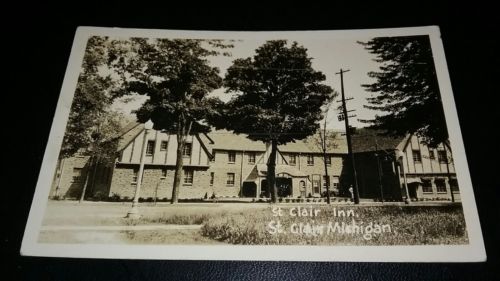 St. Clair Inn.
St. Clair Michigan.